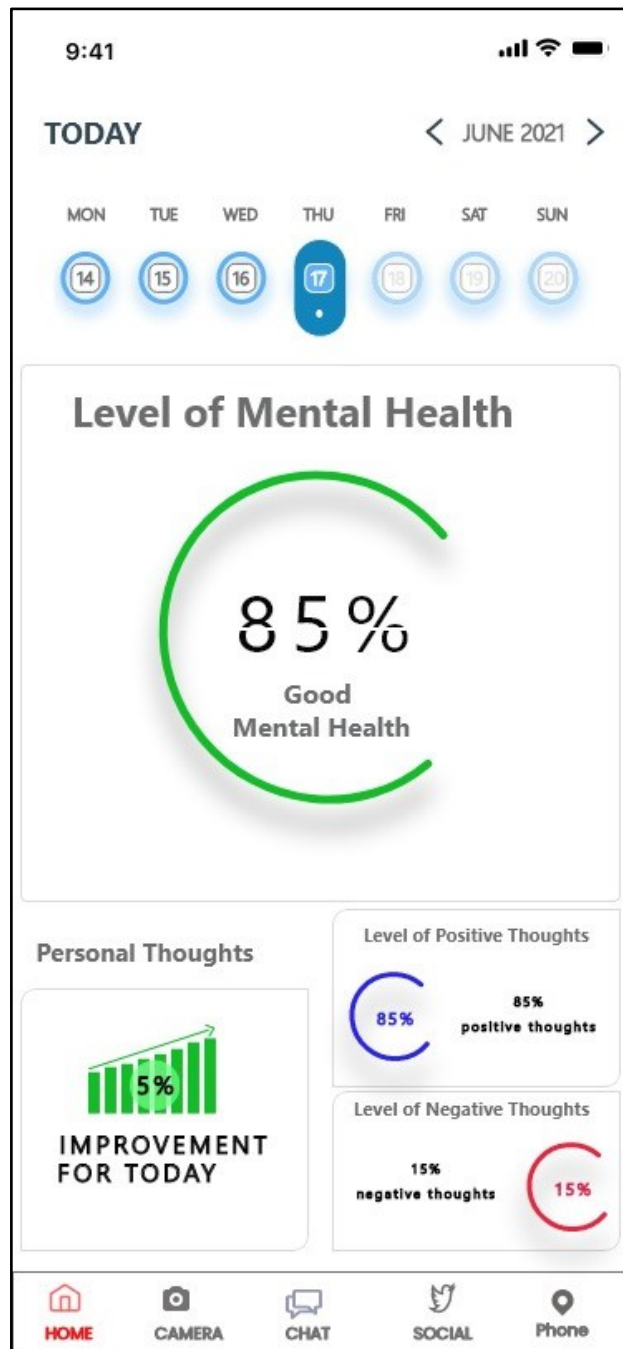 9:41
TODAY
JUNE 2021
MON TUE WED THU FRI SAT SUN
14 15 16 17 18 19 20
Level of Mental Health
85%
Good
Mental Health
Personal Thoughts
5%
IMPROVEMENT
FOR TODAY
Level of Positive Thoughts
85%
85%
positive thoughts
Level of Negative Thoughts
15%
negative thoughts
15%
HOME CAMERA CHAT SOCIAL Phone